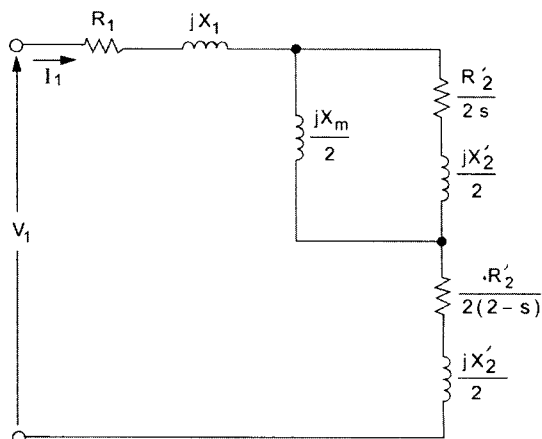 R₁
jX₁
I₁
V₁
jXₘ
2
R′₂
2s
jX′₂
2
R′₂
2(2-s)
jX′₂
2